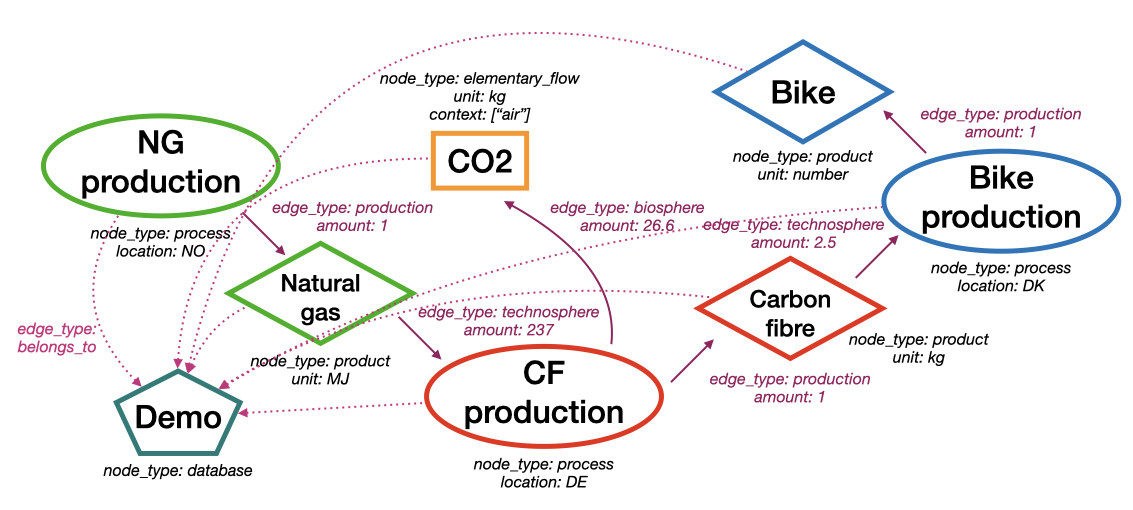 node_type: elementary_flow
unit: kg
context: [“air”]
CO2
Bike
node_type: product
unit: number
edge_type: production
amount: 1
Bike
production
node_type: process
location: DK
NG
production
node_type: process
location: NO
edge_type: production
amount: 1
edge_type: biosphere
amount: 26.6
edge_type: technosphere
amount: 2.5
Natural
gas
node_type: product
unit: MJ
edge_type: technosphere
amount: 237
Carbon
fibre
node_type: product
unit: kg
edge_type:
belongs_to
CF
production
node_type: process
location: DE
edge_type: production
amount: 1
Demo
node_type: database